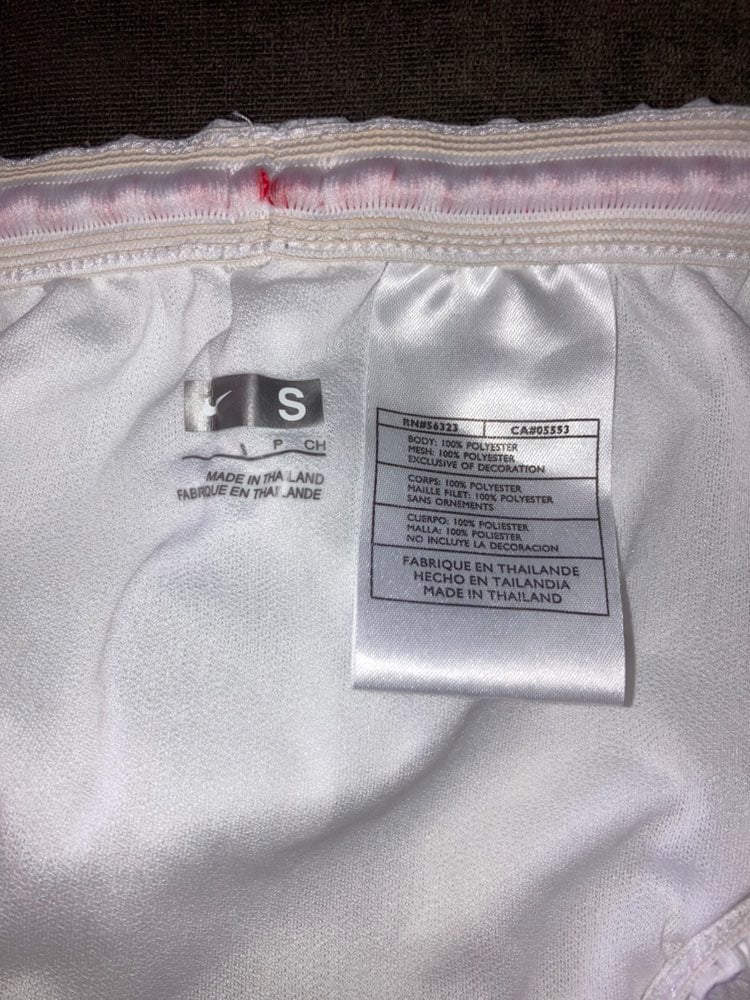 S
P CH
MADE IN THAILAND
FABRIQUE EN THAILANDE
RN#56323 CA#05553
BODY: 100% POLYESTER
MESH: 100% POLYESTER
EXCLUSIVE OF DECORATION
CORPS: 100% POLYESTER
MAILLE FILET: 100% POLYESTER
SANS ORNEMENTS
CUERPO: 100% POLIESTER
MALLA: 100% POLIESTER
NO INCLUYE LA DECORACION
FABRIQUE EN THAILANDE
HECHO EN TAILANDIA
MADE IN THAILAND